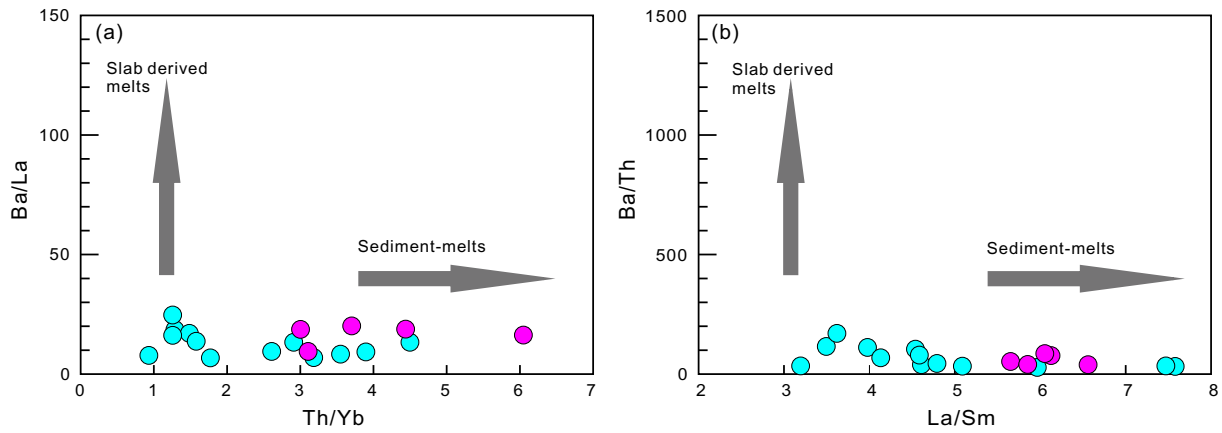 (a)
150
100
50
0
Ba/La
Slab derived
melts
Sediment-melts
0 1 2 3 4 5 6 7
Th/Yb
(b)
1500
1000
500
0
Ba/Th
Slab derived
melts
Sediment-melts
2 3 4 5 6 7 8
La/Sm